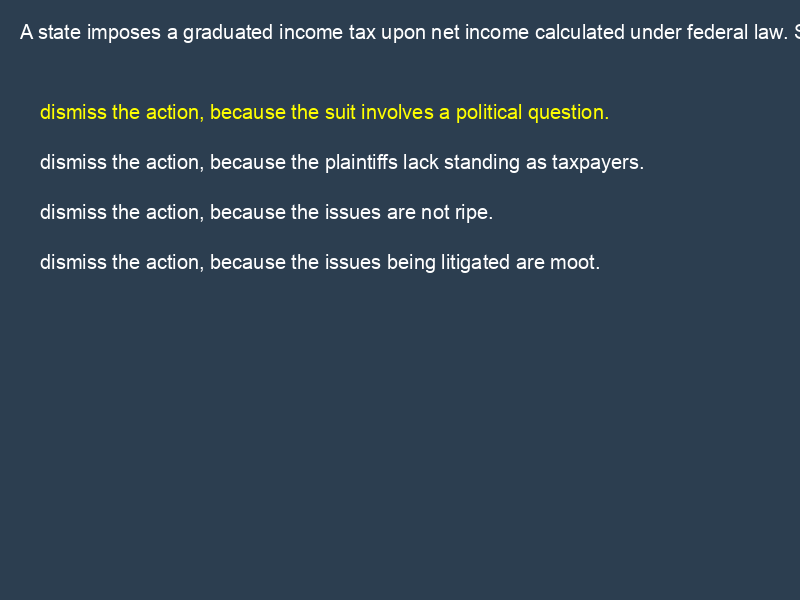 A state imposes a graduated income tax upon net income calculated under federal law.
dismiss the action, because the suit involves a political question.
dismiss the action, because the plaintiffs lack standing as taxpayers.
dismiss the action, because the issues are not ripe.
dismiss the action, because the issues being litigated are moot.